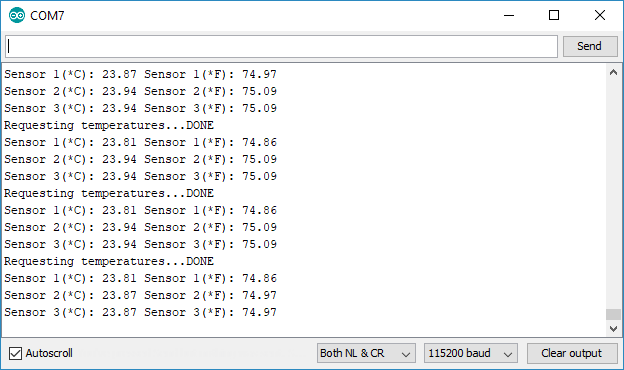 COM7
Send
Sensor 1(*C): 23.87 Sensor 1(*F): 74.97
Sensor 2(*C): 23.94 Sensor 2(*F): 75.09
Sensor 3(*C): 23.94 Sensor 3(*F): 75.09
Requesting temperatures...DONE
Sensor 1(*C): 23.81 Sensor 1(*F): 74.86
Sensor 2(*C): 23.94 Sensor 2(*F): 75.09
Sensor 3(*C): 23.94 Sensor 3(*F): 75.09
Requesting temperatures...DONE
Sensor 1(*C): 23.81 Sensor 1(*F): 74.86
Sensor 2(*C): 23.94 Sensor 2(*F): 75.09
Sensor 3(*C): 23.94 Sensor 3(*F): 75.09
Requesting temperatures...DONE
Sensor 1(*C): 23.81 Sensor 1(*F): 74.86
Sensor 2(*C): 23.87 Sensor 2(*F): 74.97
Sensor 3(*C): 23.87 Sensor 3(*F): 74.97
Autoscroll Both NL & CR 115200 baud Clear output